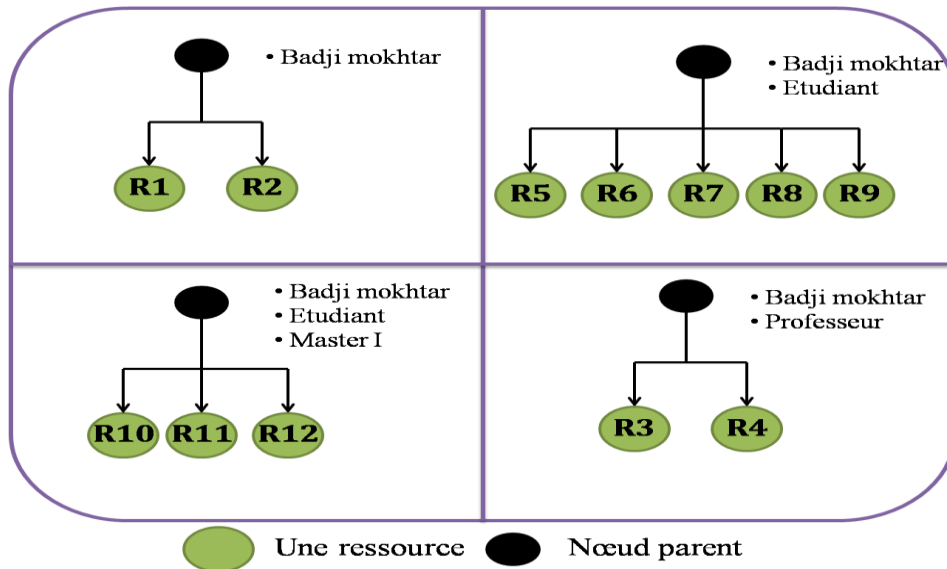 • Badji mokhtar
R1 R2
• Badji mokhtar
• Etudiant
R5 R6 R7 R8 R9
• Badji mokhtar
• Etudiant
• Master I
R10 R11 R12
• Badji mokhtar
• Professeur
R3 R4
Une ressource Nœud parent